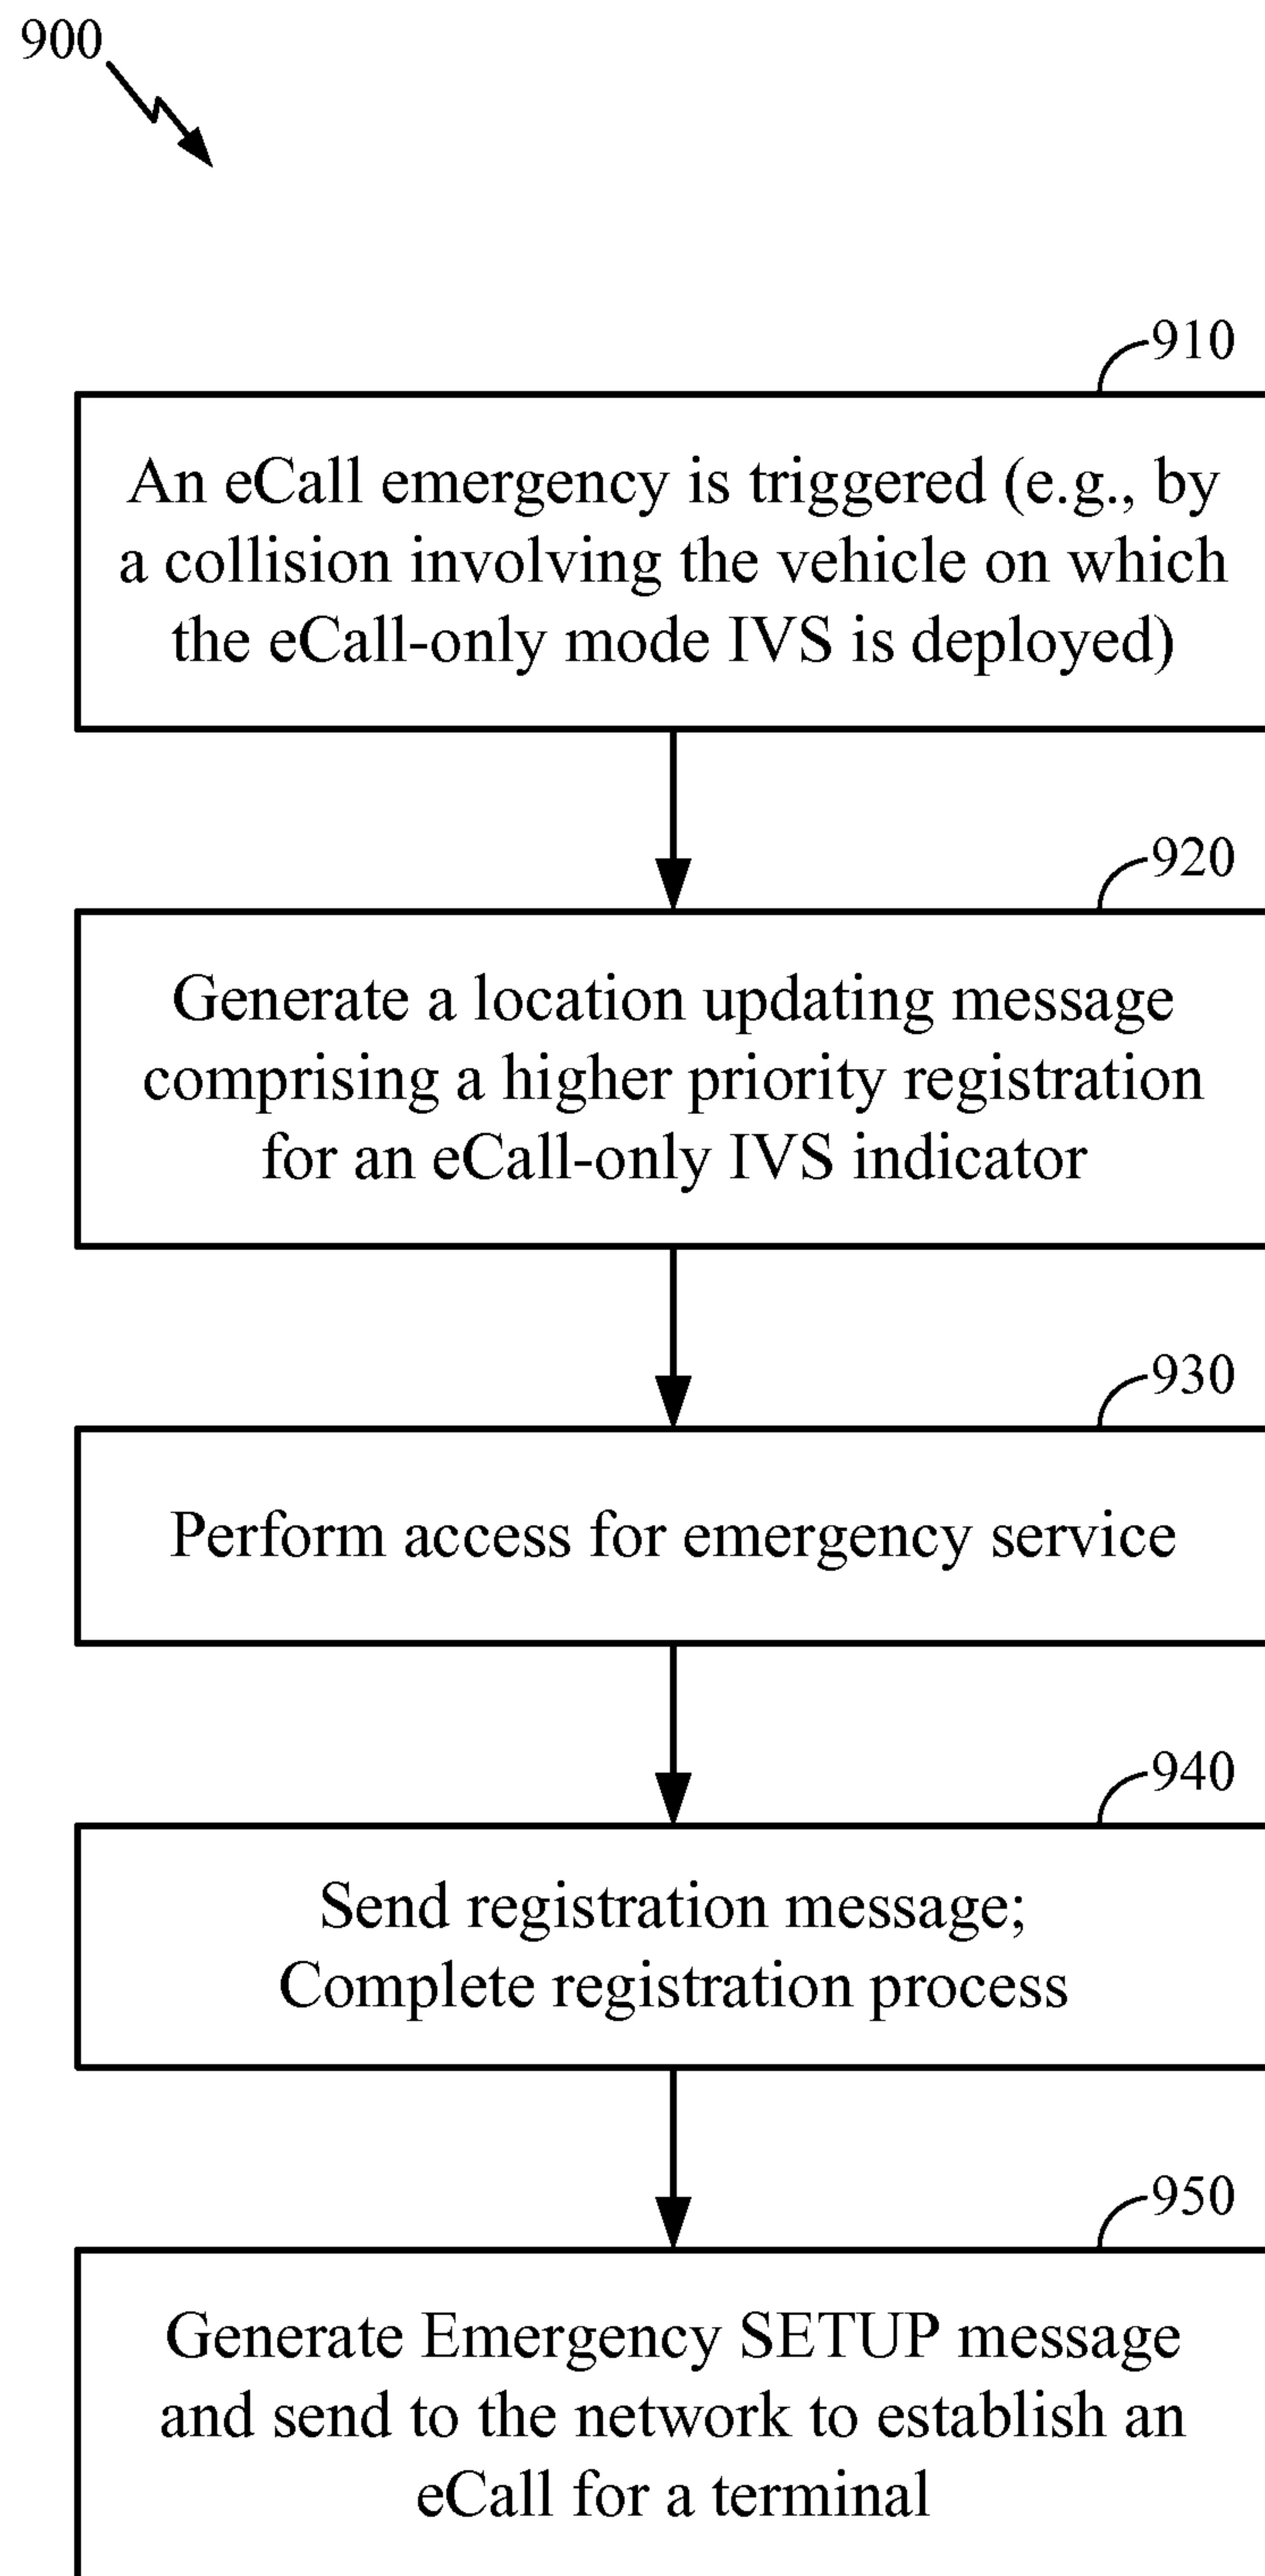 900
910
An eCall emergency is triggered (e.g., by
a collision involving the vehicle on which
the eCall-only mode IVS is deployed)
920
Generate a location updating message
comprising a higher priority registration
for an eCall-only IVS indicator
930
Perform access for emergency service
940
Send registration message;
Complete registration process
950
Generate Emergency SETUP message
and send to the network to establish an
eCall for a terminal